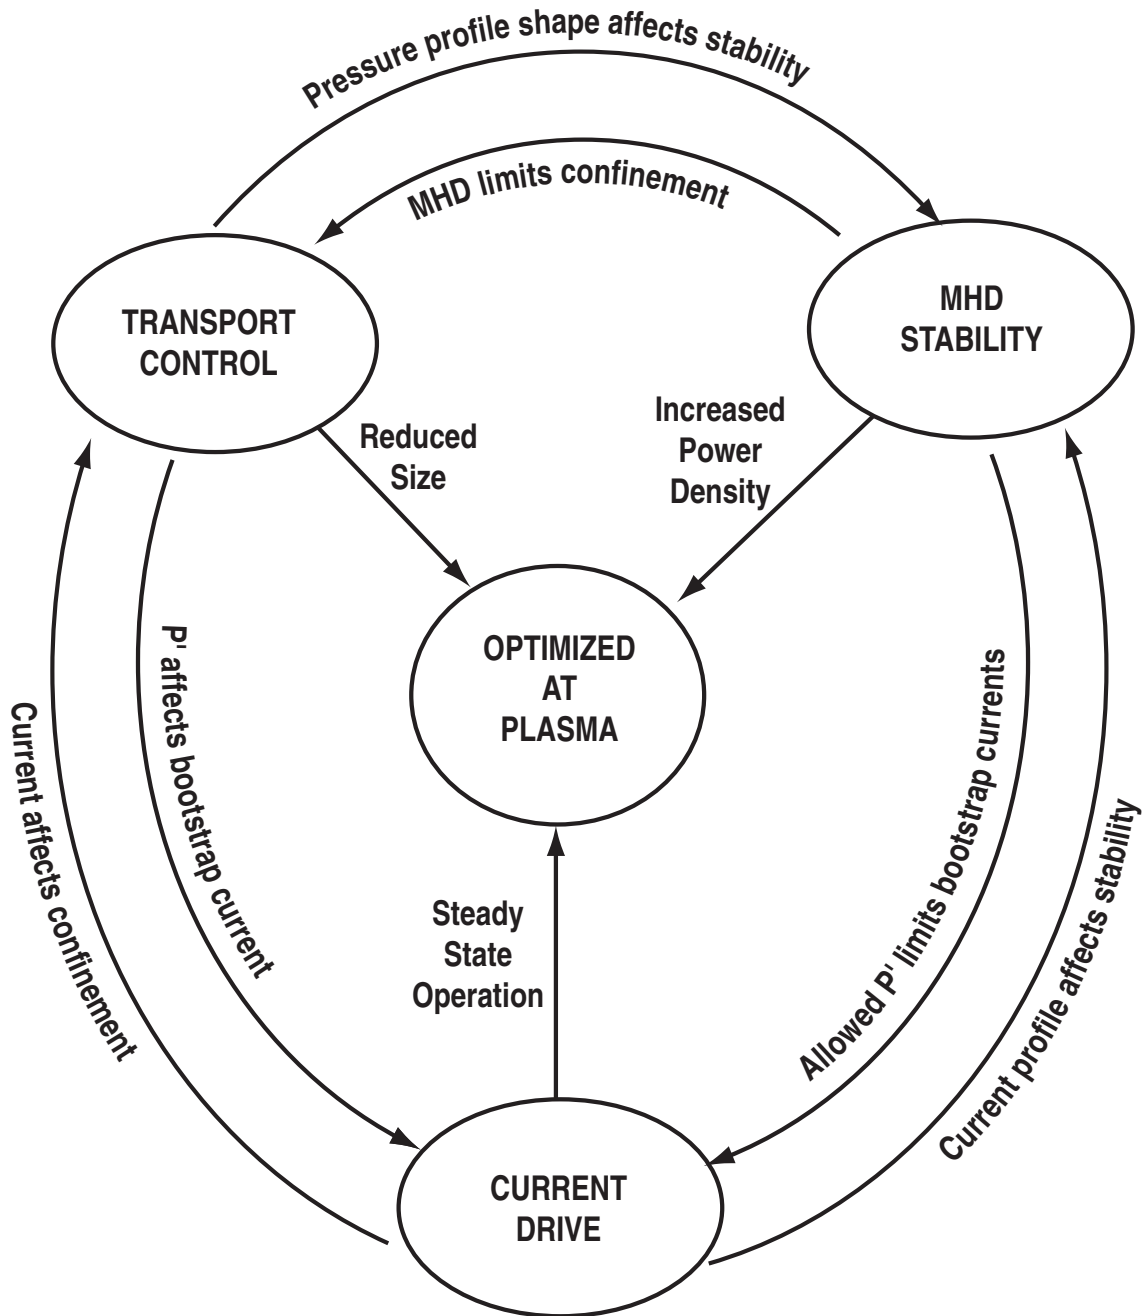 Pressure profile shape affects stability
MHD limits confinement
TRANSPORT
CONTROL
MHD
STABILITY
Reduced
Size
Increased
Power
Density
OPTIMIZED
AT
PLASMA
P' affects bootstrap current
Current affects confinement
Allowed P' limits bootstrap currents
Current profile affects stability
Steady
State
Operation
CURRENT
DRIVE